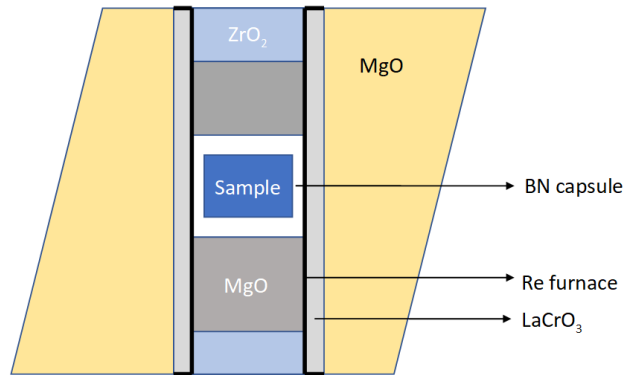 ZrO₂
MgO
Sample
BN capsule
MgO
Re furnace
LaCrO₃